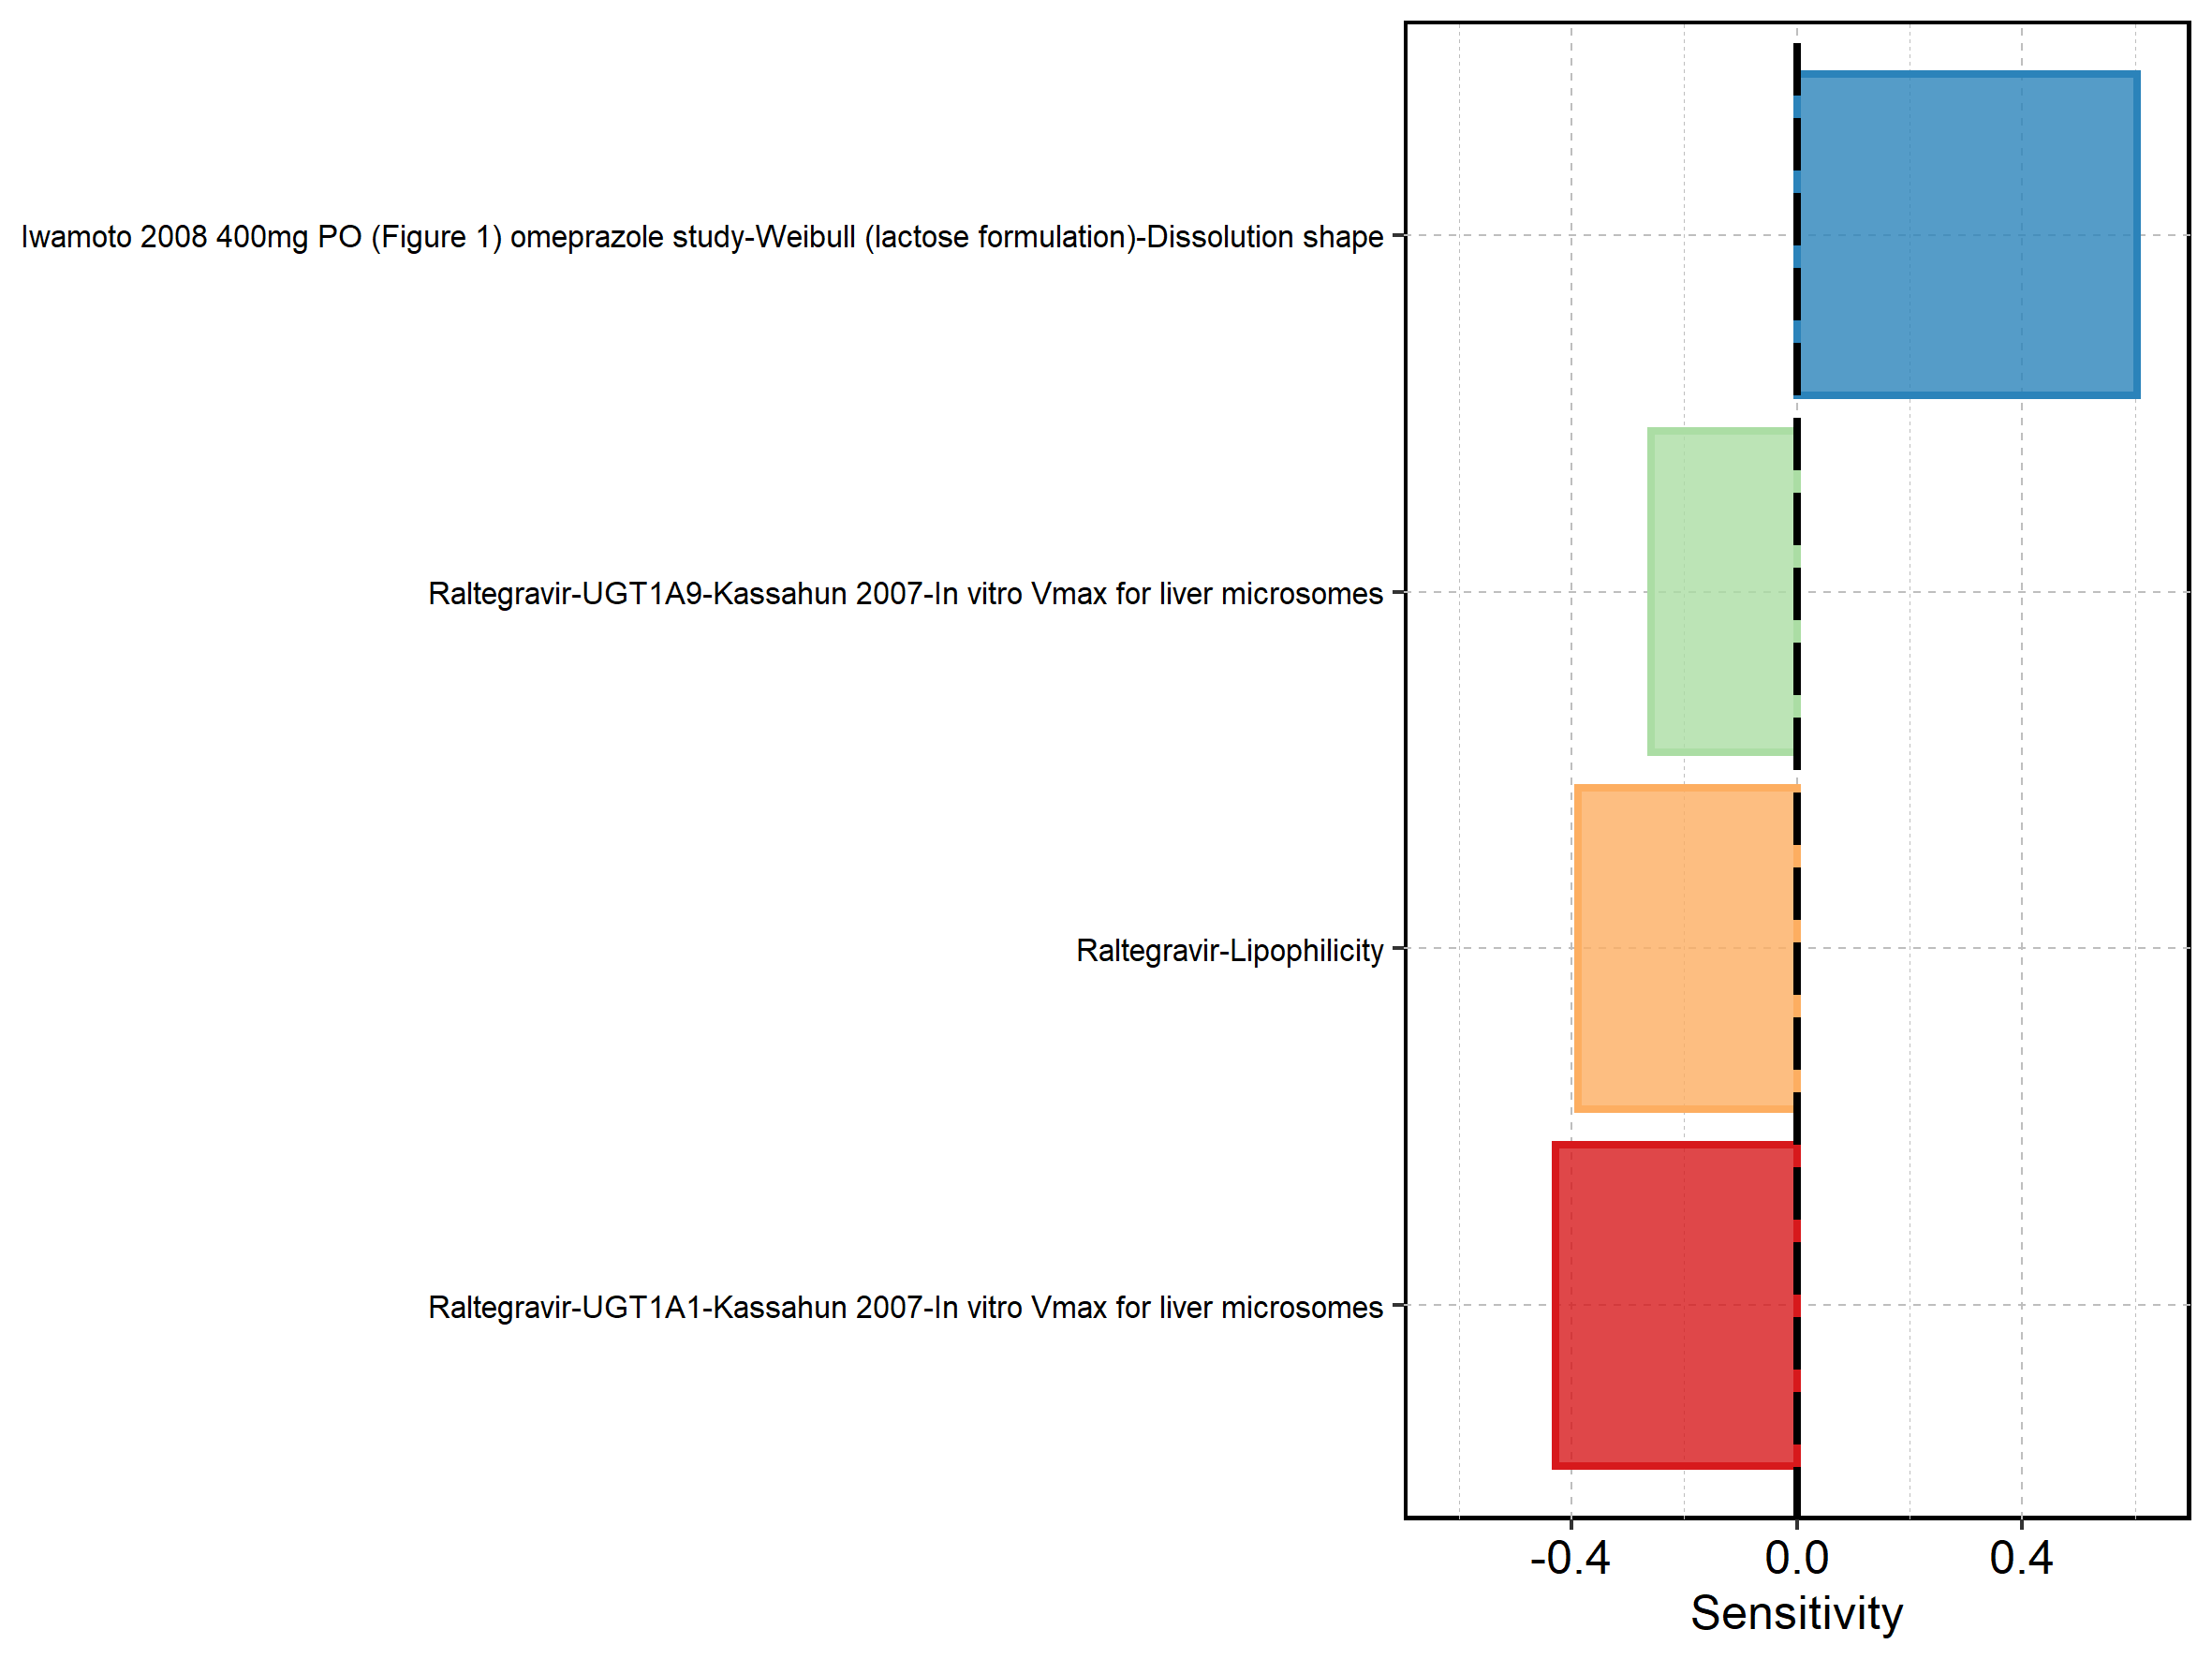 Iwamoto 2008 400mg PO (Figure 1) omeprazole study-Weibull (lactose formulation)-Dissolution shape
Raltegravir-UGT1A9-Kassahun 2007-In vitro Vmax for liver microsomes
Raltegravir-Lipophilicity
Raltegravir-UGT1A1-Kassahun 2007-In vitro Vmax for liver microsomes
-0.4 0.0 0.4
Sensitivity